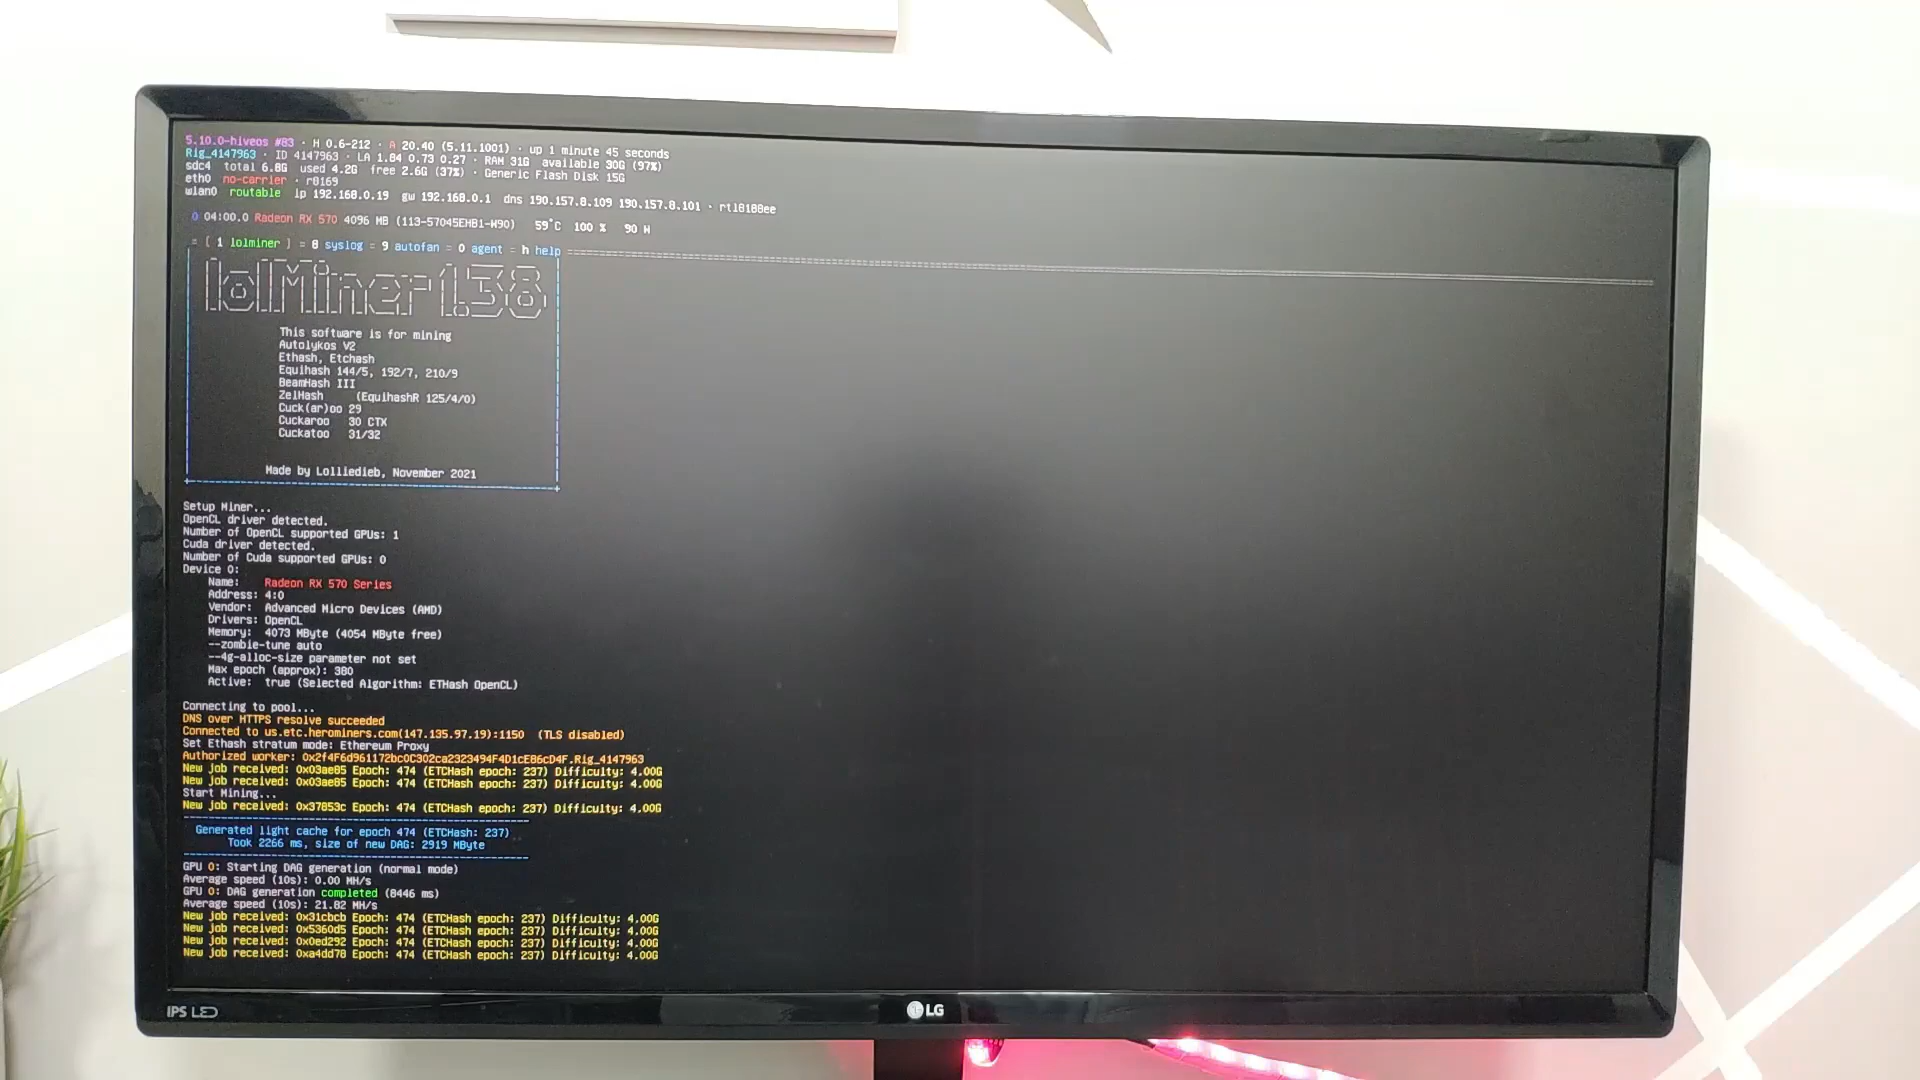 5.10.0-hiveos #83 · H 0.6-212 · A 20.40 (5.11.1001) · up 1 minute 45 seconds
Rig_4147963 · ID 4147963 · LA 1.84 0.73 0.27 · RAM 31G available 30G (97%)
sdc4 total 6.8G used 4.2G free 2.6G (37%) · Generic Flash Disk 15G
eth0 no-carrier · r8169
wlan0 routable ip 192.168.0.19 gw 192.168.0.1 dns 190.157.8.109 190.157.8.101 · rtl8188ee
0 04:00.0 Radeon RX 570 4096 MB (113-57045EHB1-W90) 59°C 100 % 90 W
= [ 1 lolminer ] = 8 syslog = 9 autofan = 0 agent = h help
lolMiner 1.38
This software is for mining
Autolykos V2
Ethash, Etchash
Equihash 144/5, 192/7, 210/9
BeamHash III
ZelHash (EquihashR 125/4/0)
Cuck(ar)oo 29
Cuckaroo 30 CTX
Cuckatoo 31/32
Made by Lolliedieb, November 2021
Setup Miner...
OpenCL driver detected.
Number of OpenCL supported GPUs: 1
Cuda driver detected.
Number of Cuda supported GPUs: 0
Device 0:
Name: Radeon RX 570 Series
Address: 4:0
Vendor: Advanced Micro Devices (AMD)
Drivers: OpenCL
Memory: 4073 MByte (4054 MByte free)
--zombie-tune auto
--4g-alloc-size parameter not set
Max epoch (approx): 380
Active: true (Selected Algorithm: ETHash OpenCL)
Connecting to pool...
DNS over HTTPS resolve succeeded
Connected to us.etc.herominers.com(147.135.97.19):1150 (TLS disabled)
Set Ethash stratum mode: Ethereum Proxy
Authorized worker: 0x2f4F6d961172bc0C302ca2323494F4D1cE86cD4F.Rig_4147963
New job received: 0x03ae85 Epoch: 474 (ETCHash epoch: 237) Difficulty: 4.00G
New job received: 0x03ae85 Epoch: 474 (ETCHash epoch: 237) Difficulty: 4.00G
Start Mining...
New job received: 0x37853c Epoch: 474 (ETCHash epoch: 237) Difficulty: 4.00G
Generated light cache for epoch 474 (ETCHash: 237)
Took 2266 ms, size of new DAG: 2919 MByte
GPU 0: Starting DAG generation (normal mode)
Average speed (10s): 0.00 MH/s
GPU 0: DAG generation completed (8446 ms)
Average speed (10s): 21.82 MH/s
New job received: 0x31cbcb Epoch: 474 (ETCHash epoch: 237) Difficulty: 4.00G
New job received: 0x5360d5 Epoch: 474 (ETCHash epoch: 237) Difficulty: 4.00G
New job received: 0x0ed292 Epoch: 474 (ETCHash epoch: 237) Difficulty: 4.00G
New job received: 0xa4dd78 Epoch: 474 (ETCHash epoch: 237) Difficulty: 4.00G
IPS LED
LG